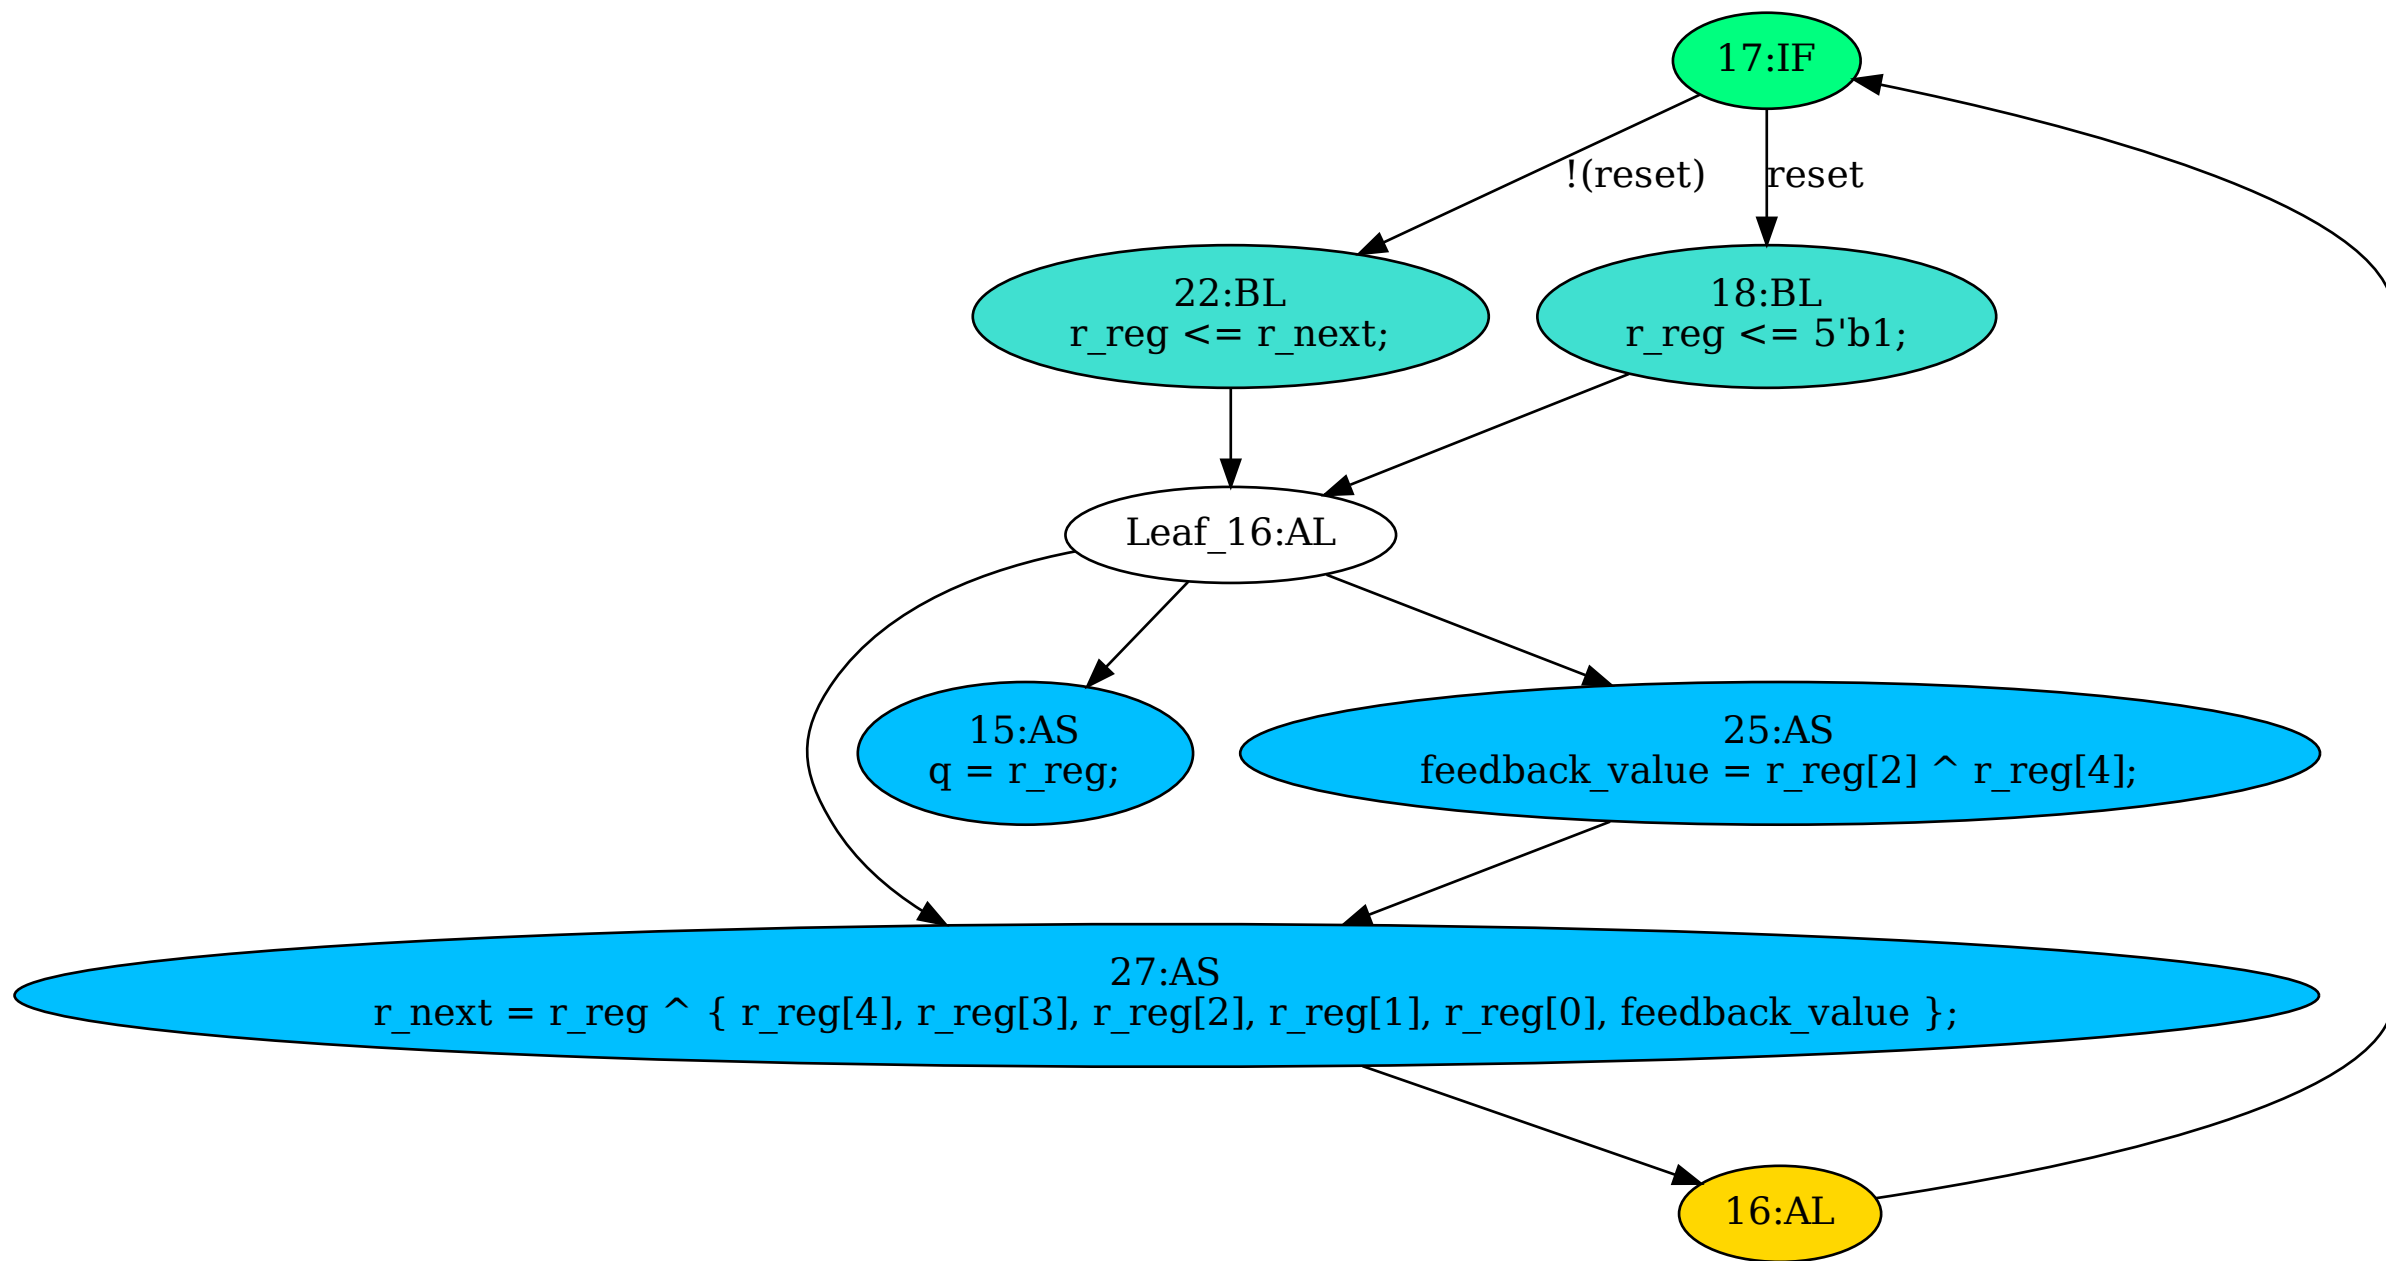 17:IF
!(reset)
reset
22:BL
r_reg <= r_next;
18:BL
r_reg <= 5'b1;
Leaf_16:AL
15:AS
q = r_reg;
25:AS
feedback_value = r_reg[2] ^ r_reg[4];
27:AS
r_next = r_reg ^ { r_reg[4], r_reg[3], r_reg[2], r_reg[1], r_reg[0], feedback_value };
16:AL